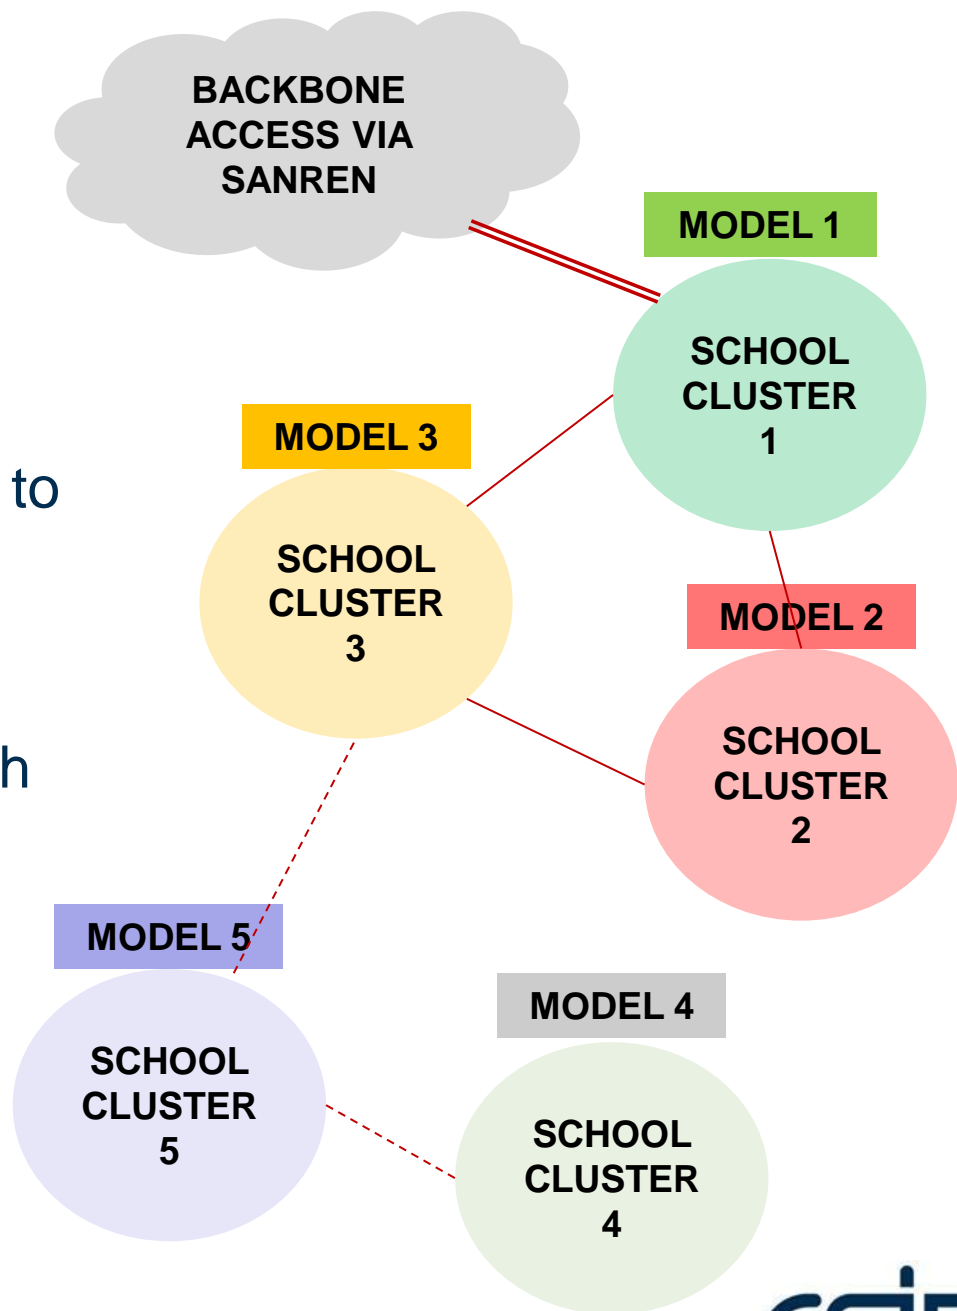 BACKBONE
ACCESS VIA
SANREN
MODEL 1
SCHOOL
CLUSTER
1
MODEL 3
to
SCHOOL
CLUSTER
3
MODEL 2
h
SCHOOL
CLUSTER
2
MODEL 5
MODEL 4
SCHOOL
CLUSTER
5
SCHOOL
CLUSTER
4